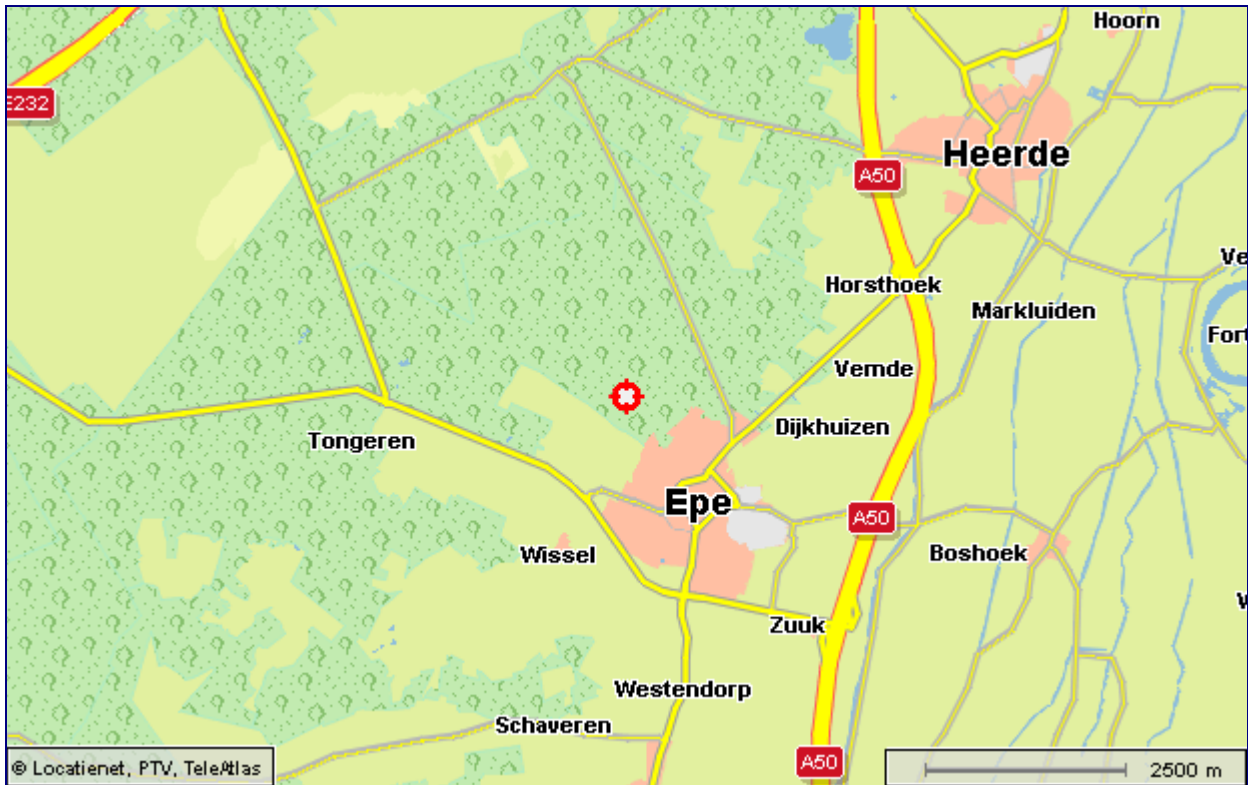 Hoorn
E232
Heerde
A50
Ve
Horsthoek
Markluiden
Fort
Vemde
Dijkhuizen
Tongeren
Epe
A50
Wissel
Boshoek
V
Zuuk
Westendorp
Schaveren
A50
© Locatienet, PTV, TeleAtlas
2500 m